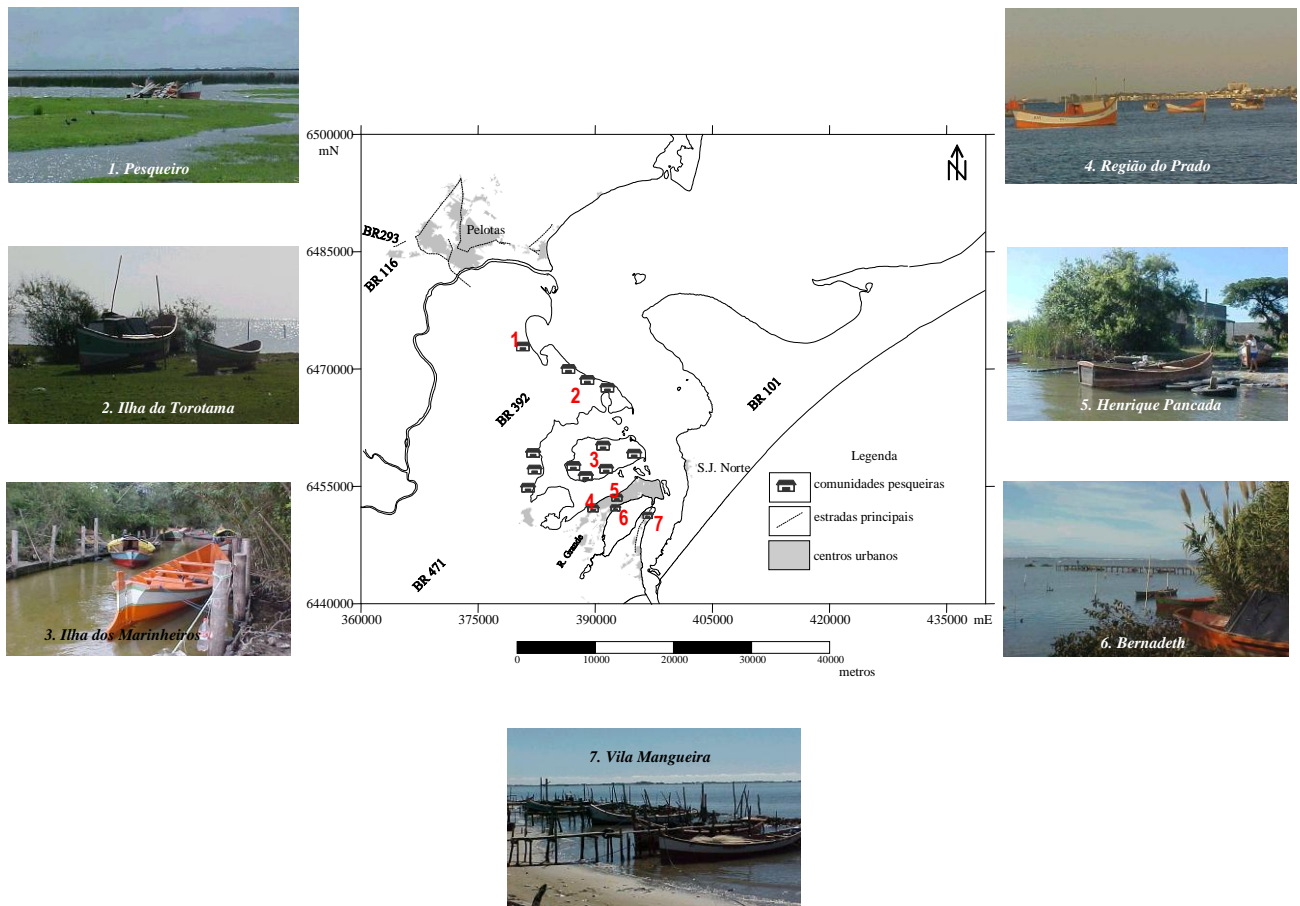 1. Pesqueiro
2. Ilha da Torotama
3. Ilha dos Marinheiros
6500000
mN
6485000
6470000
6455000
6440000
360000
375000
390000
405000
420000
435000
mE
N
BR293
Pelotas
BR 116
1
2
BR 392
BR 101
3
S.J. Norte
4
5
6
7
R. Grande
BR 471
Legenda
comunidades pesqueiras
estradas principais
centros urbanos
0
10000
20000
30000
40000
metros
4. Região do Prado
5. Henrique Pancada
6. Bernadeth
7. Vila Mangueira